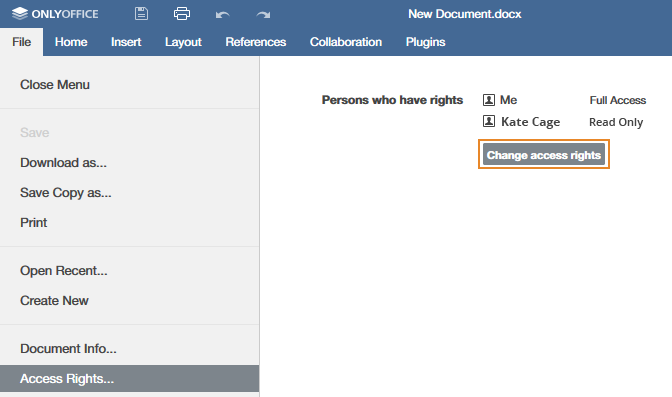 ONLYOFFICE New Document.docx
File Home Insert Layout References Collaboration Plugins
Close Menu
Persons who have rights Me Full Access
Kate Cage Read Only
Change access rights
Save
Download as...
Save Copy as...
Print
Open Recent...
Create New
Document Info...
Access Rights...